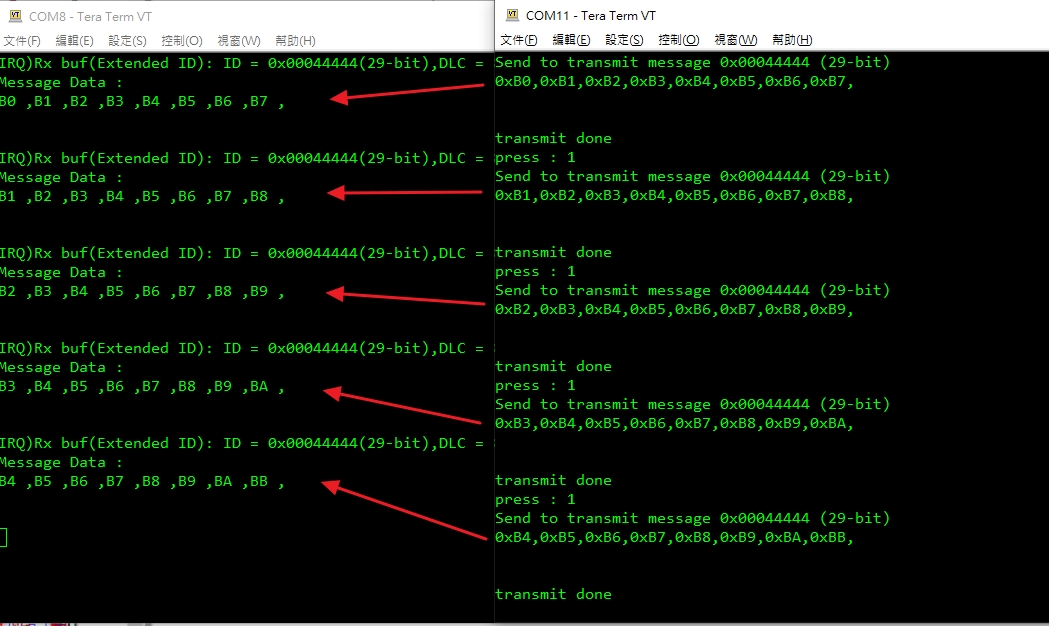 COM8 - Tera Term VT
文件(F) 編輯(E) 設定(S) 控制(O) 視窗(W) 幫助(H)
IRQ)Rx buf(Extended ID): ID = 0x00044444(29-bit),DLC =
Message Data :
B0 ,B1 ,B2 ,B3 ,B4 ,B5 ,B6 ,B7 ,
IRQ)Rx buf(Extended ID): ID = 0x00044444(29-bit),DLC =
Message Data :
B1 ,B2 ,B3 ,B4 ,B5 ,B6 ,B7 ,B8 ,
IRQ)Rx buf(Extended ID): ID = 0x00044444(29-bit),DLC =
Message Data :
B2 ,B3 ,B4 ,B5 ,B6 ,B7 ,B8 ,B9 ,
IRQ)Rx buf(Extended ID): ID = 0x00044444(29-bit),DLC =
Message Data :
B3 ,B4 ,B5 ,B6 ,B7 ,B8 ,B9 ,BA ,
IRQ)Rx buf(Extended ID): ID = 0x00044444(29-bit),DLC =
Message Data :
B4 ,B5 ,B6 ,B7 ,B8 ,B9 ,BA ,BB ,
COM11 - Tera Term VT
文件(F) 編輯(E) 設定(S) 控制(O) 視窗(W) 幫助(H)
Send to transmit message 0x00044444 (29-bit)
0xB0,0xB1,0xB2,0xB3,0xB4,0xB5,0xB6,0xB7,
transmit done
press : 1
Send to transmit message 0x00044444 (29-bit)
0xB1,0xB2,0xB3,0xB4,0xB5,0xB6,0xB7,0xB8,
transmit done
press : 1
Send to transmit message 0x00044444 (29-bit)
0xB2,0xB3,0xB4,0xB5,0xB6,0xB7,0xB8,0xB9,
transmit done
press : 1
Send to transmit message 0x00044444 (29-bit)
0xB3,0xB4,0xB5,0xB6,0xB7,0xB8,0xB9,0xBA,
transmit done
press : 1
Send to transmit message 0x00044444 (29-bit)
0xB4,0xB5,0xB6,0xB7,0xB8,0xB9,0xBA,0xBB,
transmit done